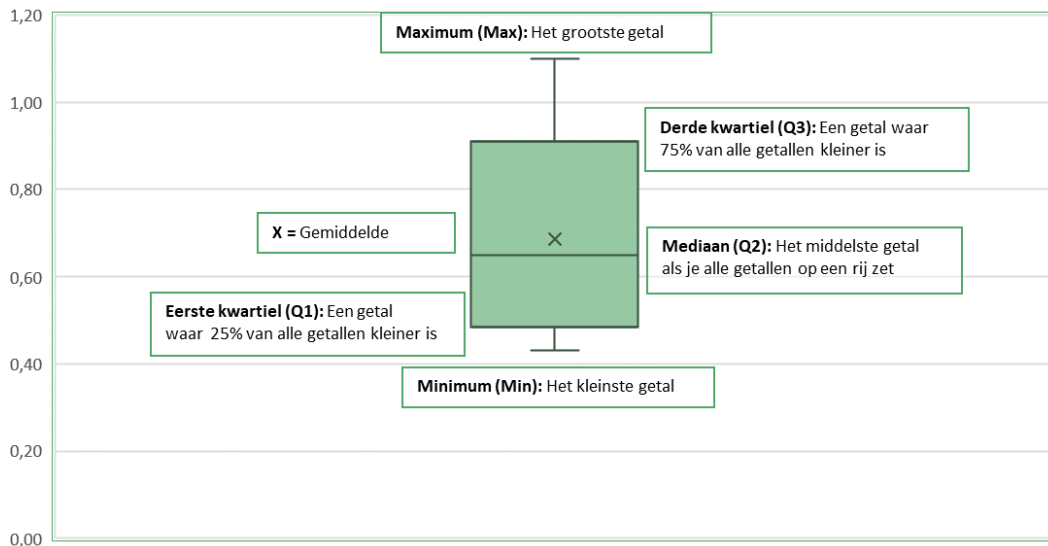 1,20
Maximum (Max): Het grootste getal
1,00
Derde kwartiel (Q3): Een getal waar
75% van alle getallen kleiner is
0,80
X = Gemiddelde
Mediaan (Q2): Het middelste getal
als je alle getallen op een rij zet
0,60
Eerste kwartiel (Q1): Een getal
waar 25% van alle getallen kleiner is
0,40
Minimum (Min): Het kleinste getal
0,20
0,00